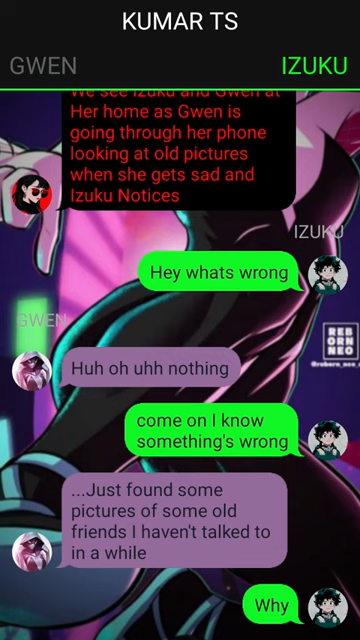 KUMAR TS
GWEN
IZUKU
We see Izuku and Gwen at
Her home as Gwen is
going through her phone
looking at old pictures
when she gets sad and
Izuku Notices
IZUKU
Hey whats wrong
GWEN
REB
ORN
NEO
@reborn_neo_
Huh oh uhh nothing
come on I know
something's wrong
...Just found some
pictures of some old
friends I haven't talked to
in a while
Why